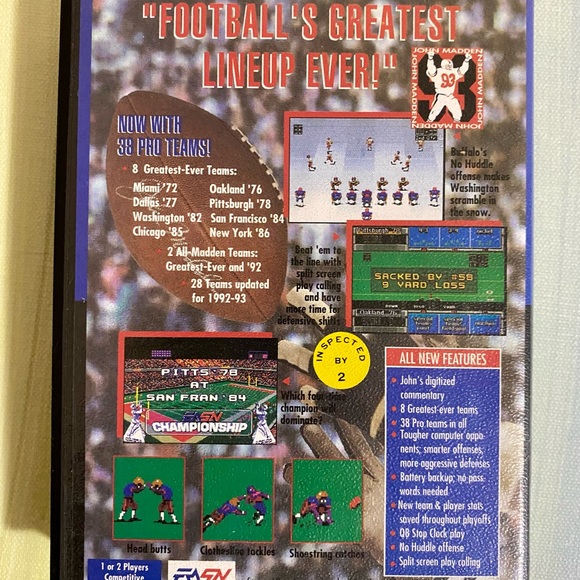 "FOOTBALL'S GREATEST
LINEUP EVER!"
JOHN MADDEN
JOHN MADDEN
JOHN MADDEN
JOHN MADDEN
93
NOW WITH
38 PRO TEAMS!
• 8 Greatest-Ever Teams:
Miami '72 Oakland '76
Dallas '77 Pittsburgh '78
Washington '82 San Francisco '84
Chicago '85 New York '86
2 All-Madden Teams:
Greatest-Ever and '92
28 Teams updated
for 1992-93
Buffalo's
No Huddle
offense makes
Washington
scramble in
the snow.
Beat 'em to
the line with
split screen
play calling
and have
more time for
defensive shifts
Pittsburgh '78
SACKED BY #58
9 YARD LOSS
Oakland '76
INSPECTED
BY
2
PITTS '78
AT
SAN FRAN '84
EASN
CHAMPIONSHIP
Which four-time
champion will
dominate?
ALL NEW FEATURES
• John's digitized
commentary
• 8 Greatest-ever teams
• 38 Pro teams in all
• Tougher computer oppo-
nents; smarter offenses,
more aggressive defenses
• Battery backup; no pass-
words needed
• New team & player stats
saved throughout playoffs
• QB Stop Clock play
• No Huddle offense
• Split screen play calling
Head butts
Clothesline tackles
Shoestring catches
1 or 2 Players
Competitive
EASN